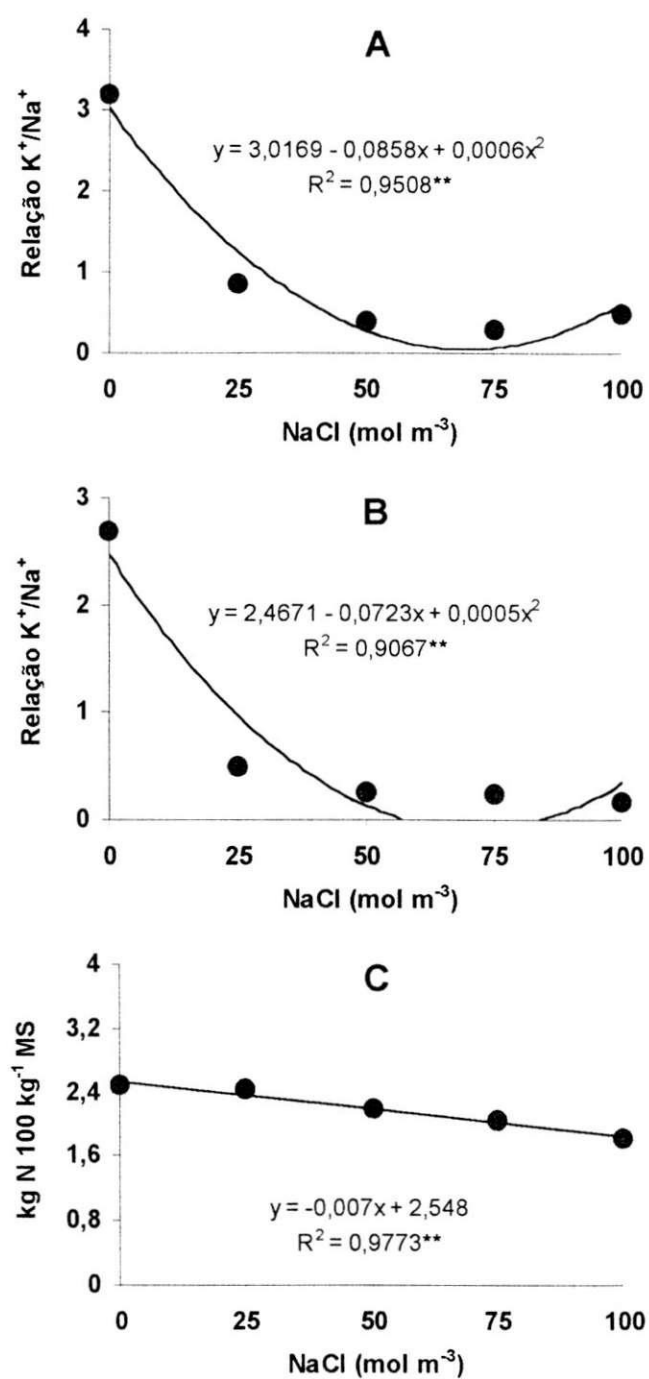 A
Relação K⁺/Na⁺
4
3
2
1
0
y = 3,0169 - 0,0858x + 0,0006x²
R² = 0,9508**
0 25 50 75 100
NaCl (mol m⁻³)
B
Relação K⁺/Na⁺
3
2
1
0
y = 2,4671 - 0,0723x + 0,0005x²
R² = 0,9067**
0 25 50 75 100
NaCl (mol m⁻³)
C
kg N 100 kg⁻¹ MS
4
3,2
2,4
1,6
0,8
0
y = -0,007x + 2,548
R² = 0,9773**
0 25 50 75 100
NaCl (mol m⁻³)